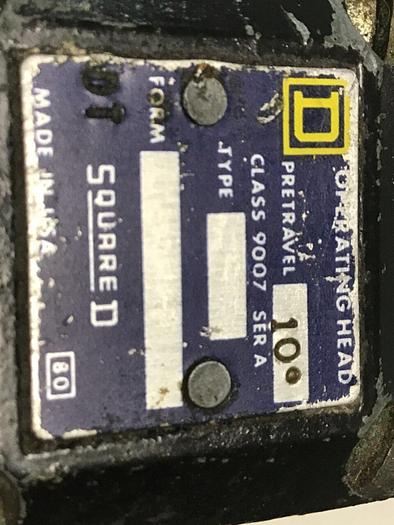 D
OPERATING HEAD
PRETRAVEL 10°
CLASS 9007 SER A
TYPE
FORM
SQUARE D
MADE IN USA
80